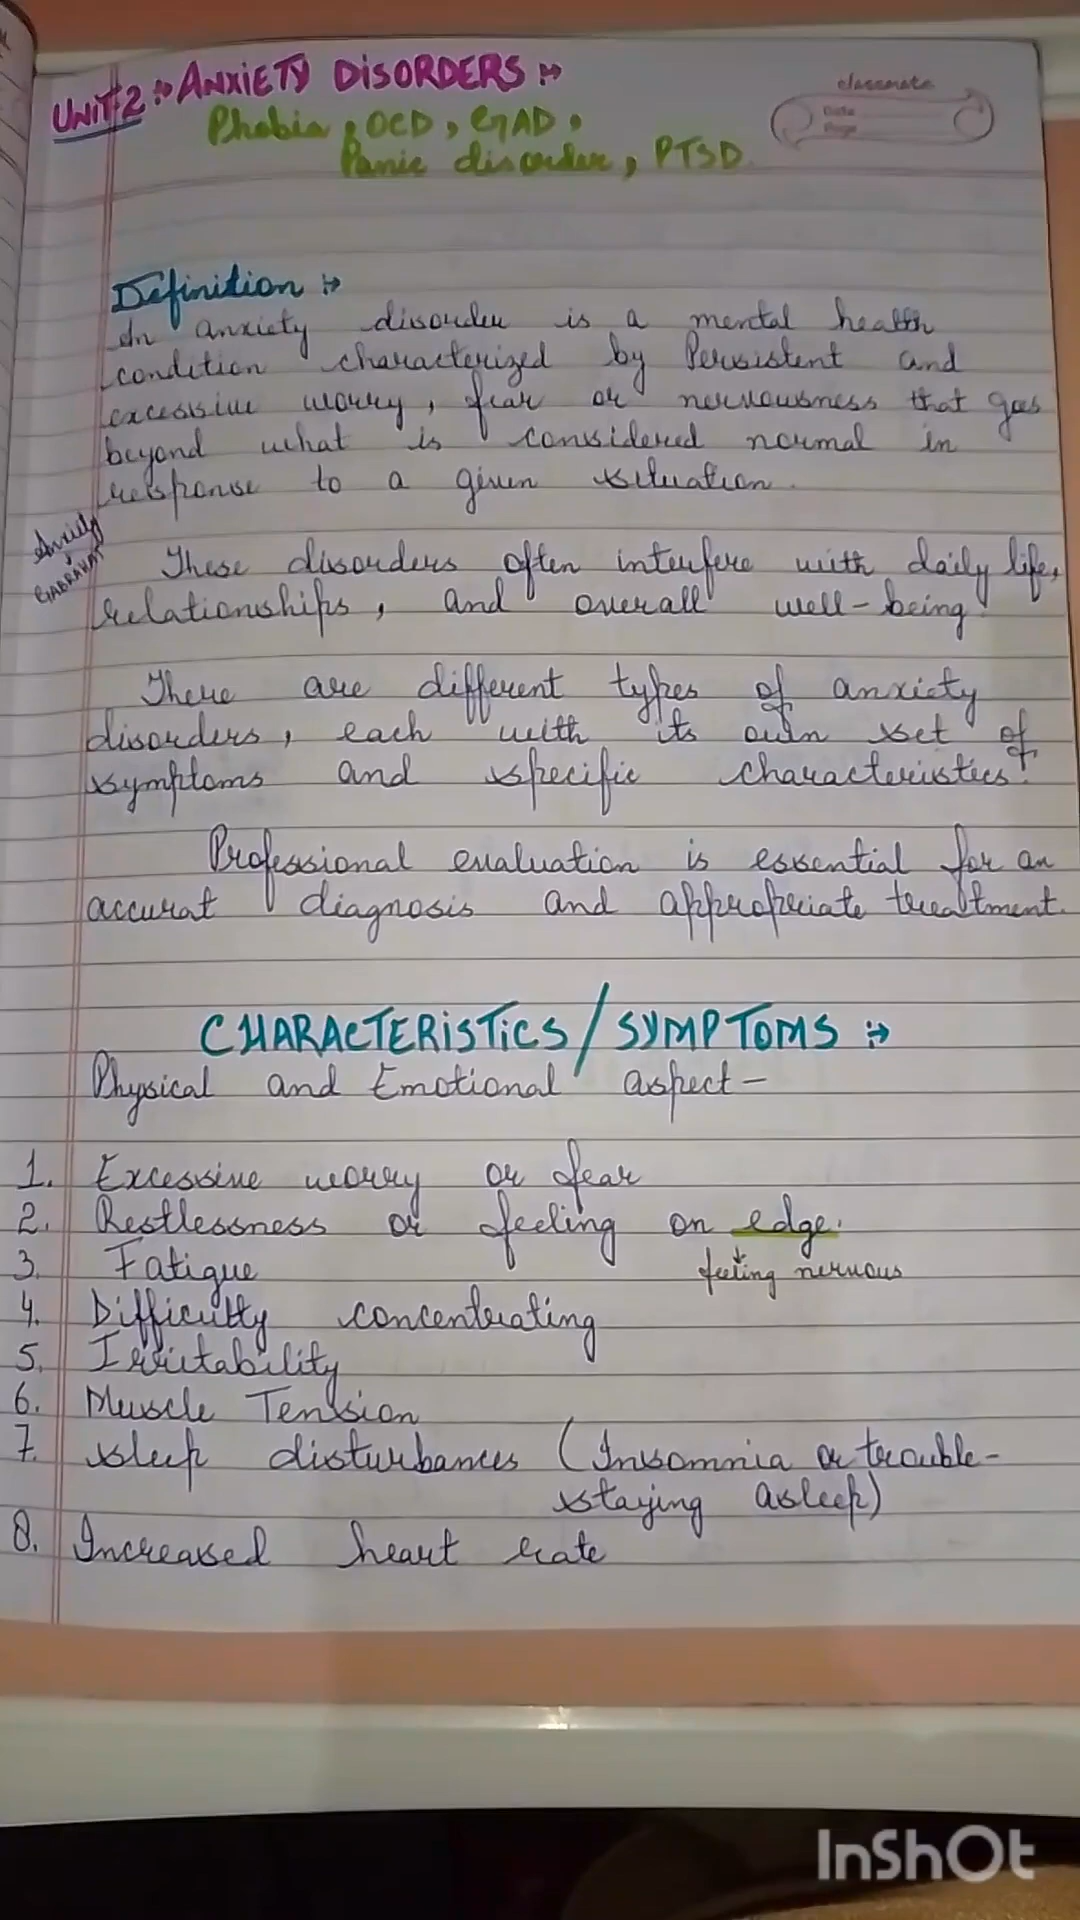 UNIT-2 :- ANXIETY DISORDERS :-
classmate
Date
Page
Phobia, OCD, GAD,
Panic disorder, PTSD
Definition :-
An anxiety disorder is a mental health
condition characterized by Persistent and
excessive worry, fear or nervousness that goes
beyond what is considered normal in
response to a given situation.
Anxiety
GABRAHAT
These disorders often interfere with daily life,
relationships, and overall well-being
There are different types of anxiety
disorders, each with its own set of
symptoms and specific characteristics.
Professional evaluation is essential for an
accurat diagnosis and appropriate treatment.
CHARACTERISTICS/SYMPTOMS :-
Physical and Emotional aspect-
1. Excessive worry or fear
2. Restlessness or feeling on edge.
feeling nervous
3. Fatigue
4. Difficulty concentrating
5. Irritability
6. Muscle Tension
7. sleep disturbances (Insomnia or trouble-
staying asleep)
8. Increased heart rate
InShOt